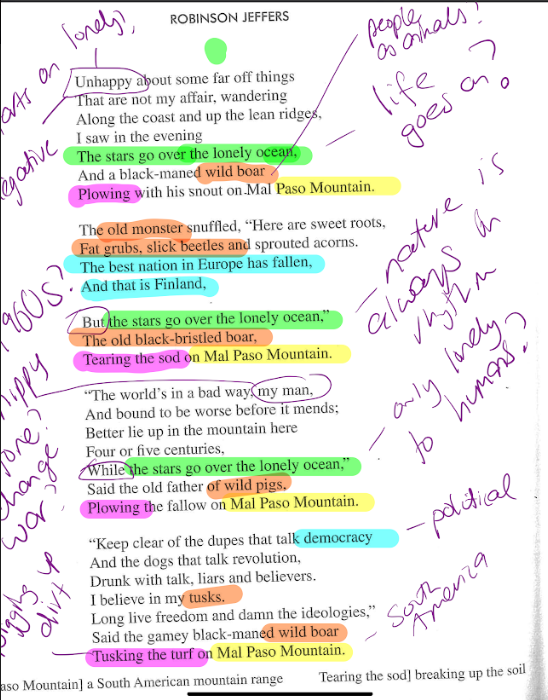 ROBINSON JEFFERS
Unhappy about some far off things
That are not my affair, wandering
Along the coast and up the lean ridges,
I saw in the evening
The stars go over the lonely ocean,
And a black-maned wild boar
Plowing with his snout on Mal Paso Mountain.
The old monster snuffled, “Here are sweet roots,
Fat grubs, slick beetles and sprouted acorns.
The best nation in Europe has fallen,
And that is Finland,
But the stars go over the lonely ocean,”
The old black-bristled boar,
Tearing the sod on Mal Paso Mountain.
“The world’s in a bad way, my man,
And bound to be worse before it mends;
Better lie up in the mountain here
Four or five centuries,
While the stars go over the lonely ocean,”
Said the old father of wild pigs,
Plowing the fallow on Mal Paso Mountain.
“Keep clear of the dupes that talk democracy
And the dogs that talk revolution,
Drunk with talk, liars and believers.
I believe in my tusks.
Long live freedom and damn the ideologies,”
Said the gamey black-maned wild boar
Tusking the turf on Mal Paso Mountain.
aso Mountain] a South American mountain range Tearing the sod] breaking up the soil
on lonely,
egative
people
as animals?
life
goes on?
nature is
always in
rhythm
only lonely
to humans?
political
South
America
960s?
hippy
change
war?
digging up
dirt